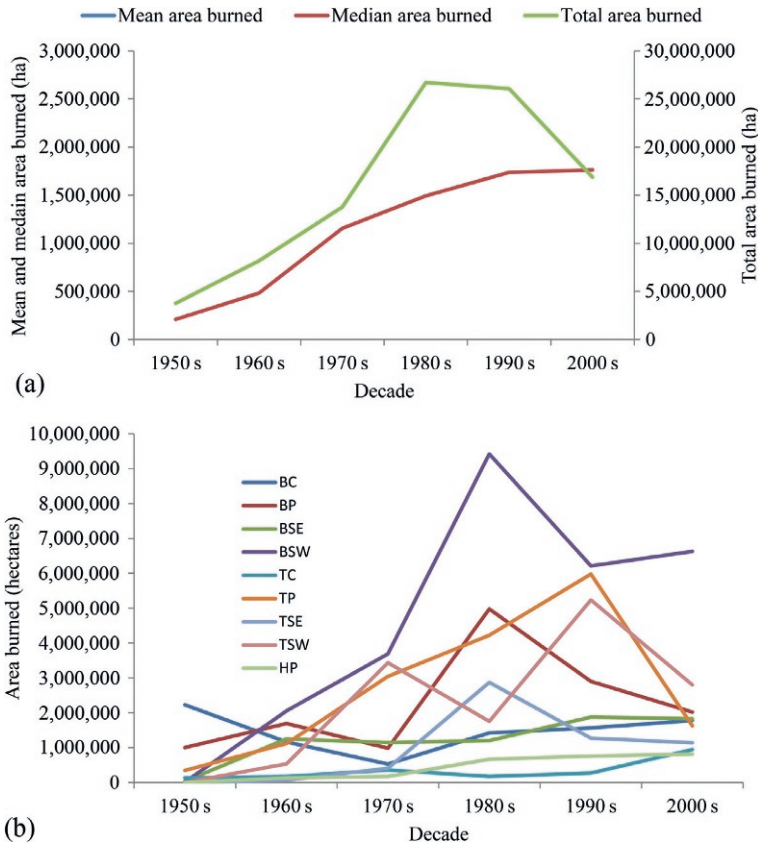 Mean area burned Median area burned Total area burned
3,000,000 30,000,000
2,500,000 25,000,000
2,000,000 20,000,000
1,500,000 15,000,000
1,000,000 10,000,000
500,000 5,000,000
0 0
Mean and medain area burned (ha)
Total area burned (ha)
1950 s 1960 s 1970 s 1980 s 1990 s 2000 s
(a) Decade
10,000,000
9,000,000
8,000,000
7,000,000
6,000,000
5,000,000
4,000,000
3,000,000
2,000,000
1,000,000
0
Area burned (hectares)
BC
BP
BSE
BSW
TC
TP
TSE
TSW
HP
1950 s 1960 s 1970 s 1980 s 1990 s 2000 s
(b) Decade